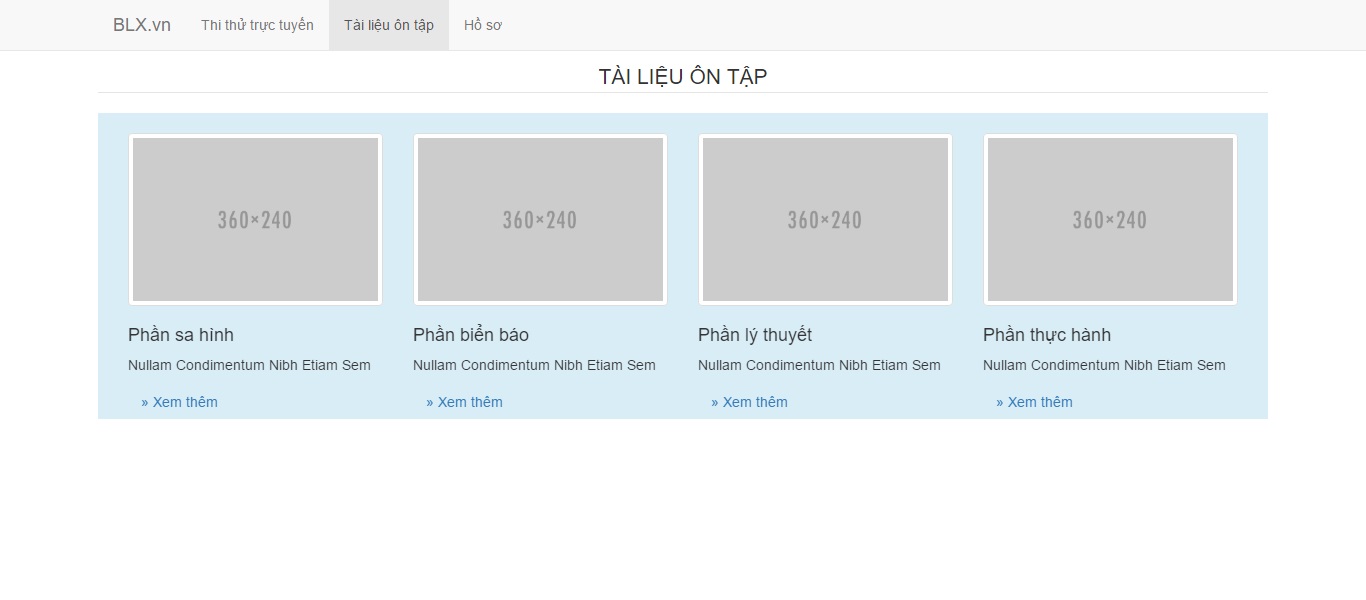 BLX.vn Thi thử trực tuyến Tài liệu ôn tập Hồ sơ
TÀI LIỆU ÔN TẬP
360×240 360×240 360×240 360×240
Phần sa hình Phần biển báo Phần lý thuyết Phần thực hành
Nullam Condimentum Nibh Etiam Sem Nullam Condimentum Nibh Etiam Sem Nullam Condimentum Nibh Etiam Sem Nullam Condimentum Nibh Etiam Sem
» Xem thêm » Xem thêm » Xem thêm » Xem thêm